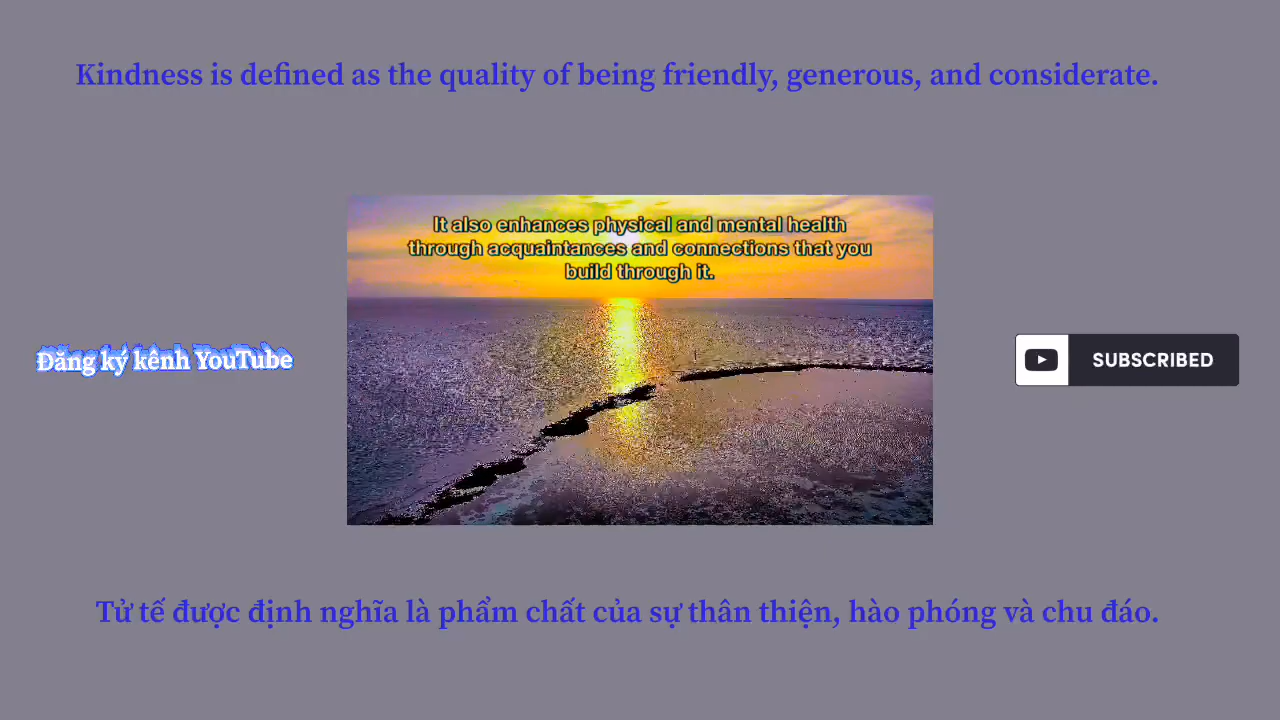 Kindness is defined as the quality of being friendly, generous, and considerate.
It also enhances physical and mental health
through acquaintances and connections that you
build through it.
Đăng ký kênh YouTube
SUBSCRIBED
Tử tế được định nghĩa là phẩm chất của sự thân thiện, hào phóng và chu đáo.